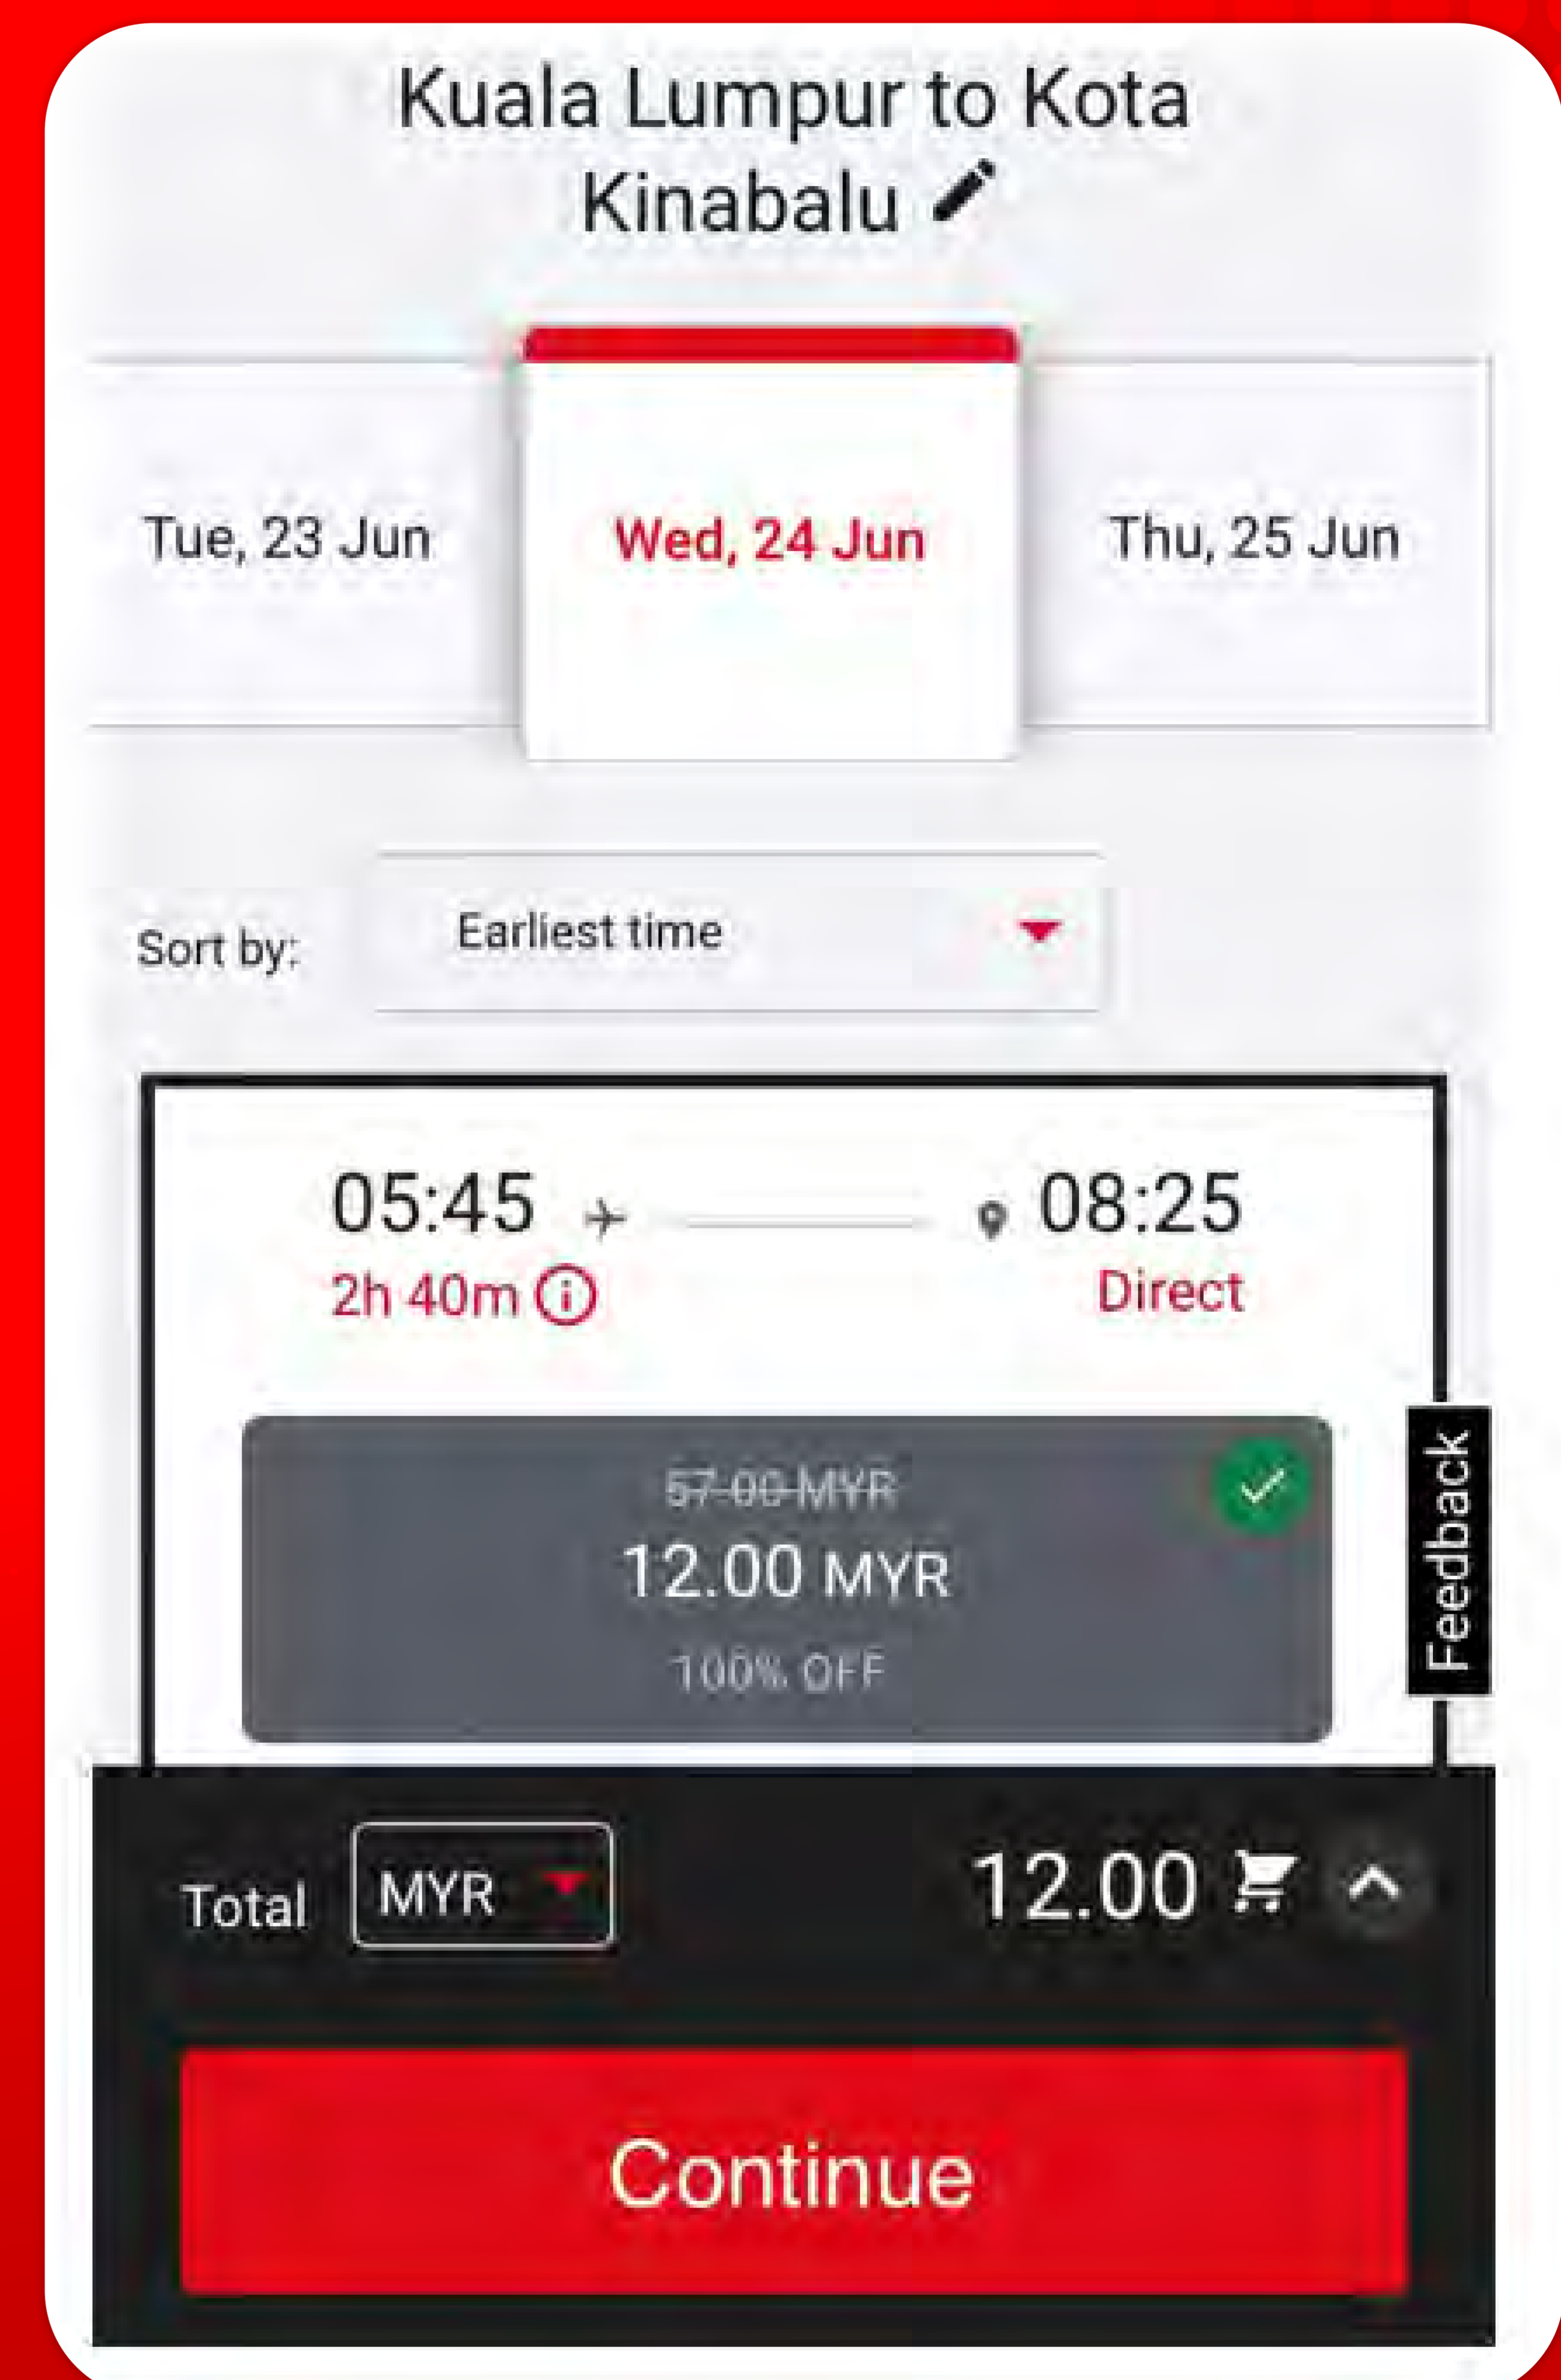 Kuala Lumpur to Kota
Kinabalu
Tue, 23 Jun
Wed, 24 Jun
Thu, 25 Jun
Sort by:
Earliest time
05:45
08:25
2h 40m
Direct
57.00 MYR
12.00 MYR
100% OFF
Feedback
Total
MYR
12.00
Continue